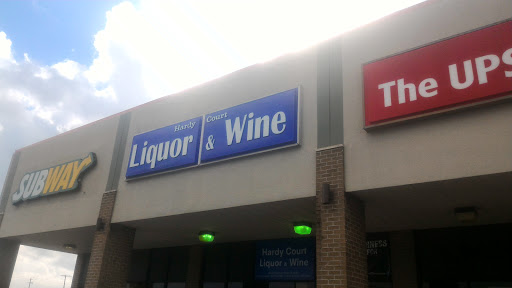 SUBWAY
Hardy Court
Liquor & Wine
The UPS
Hardy Court
Liquor & Wine